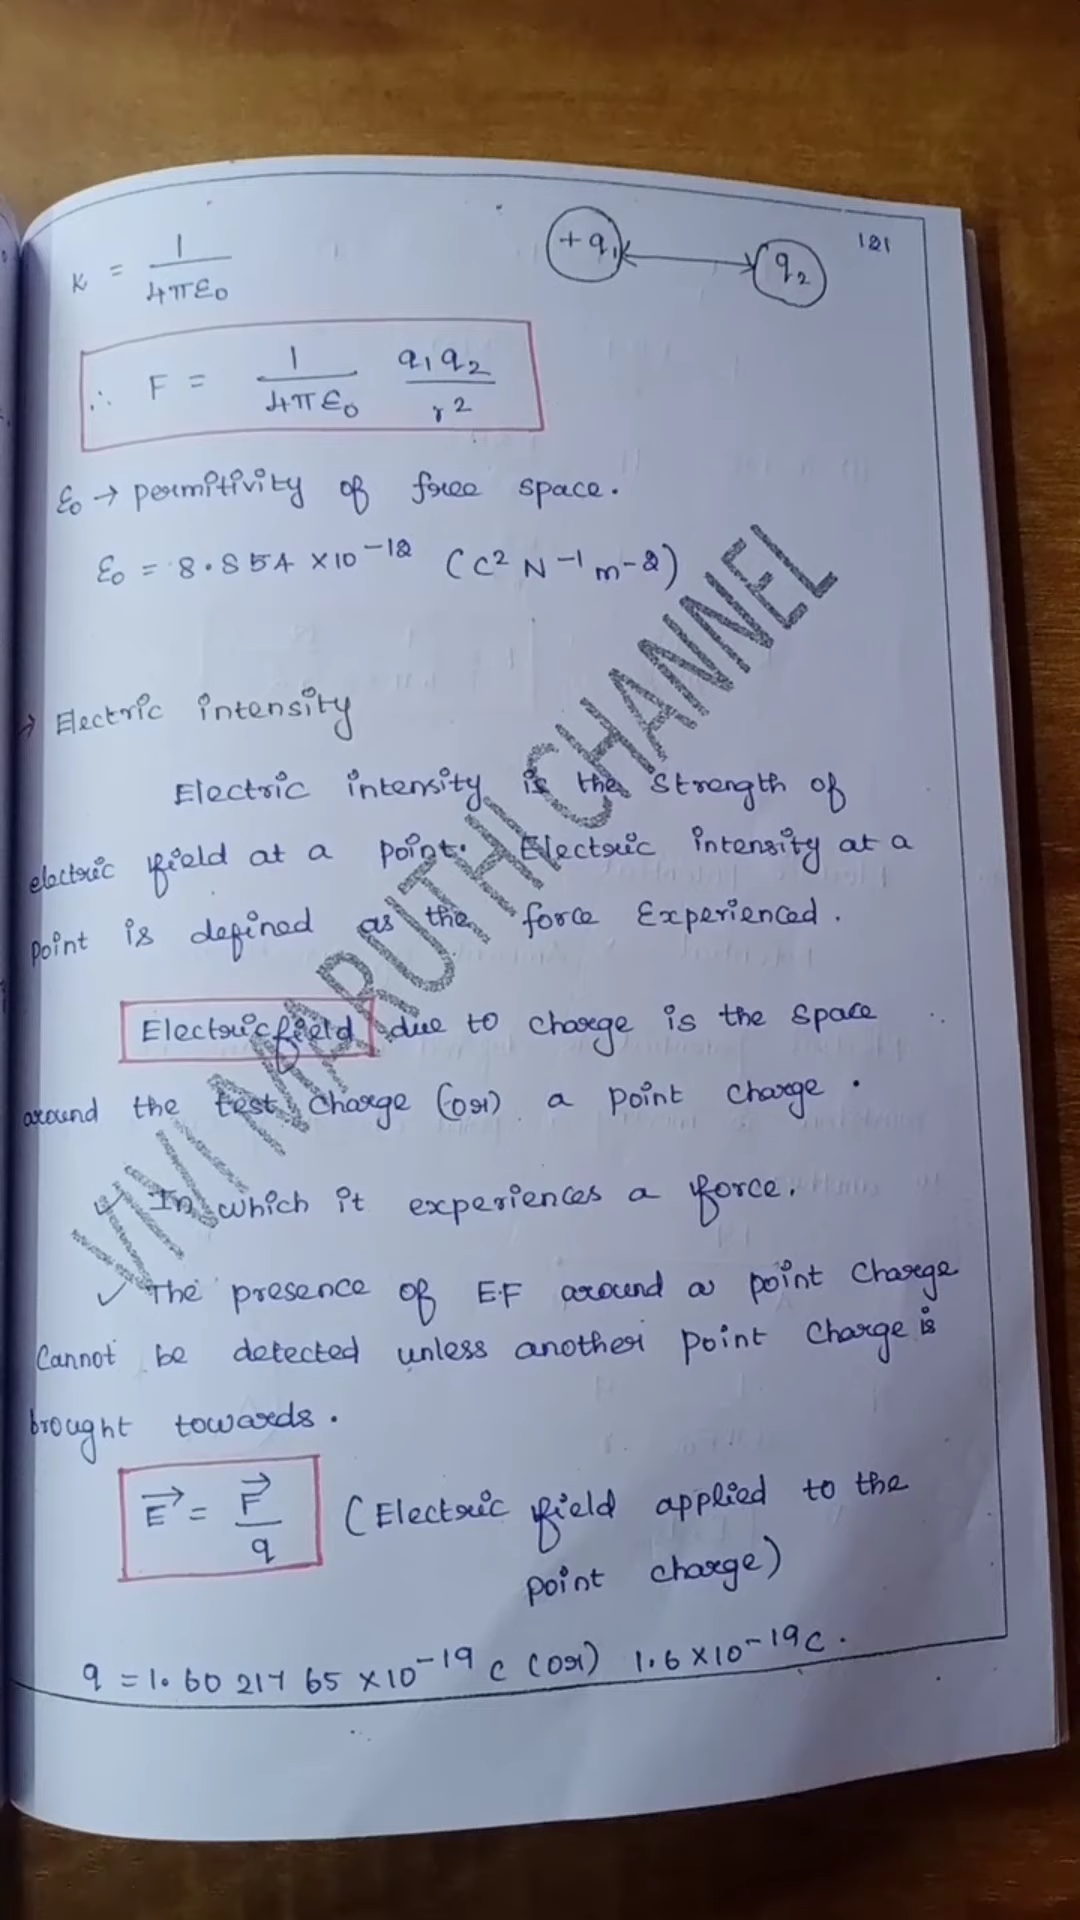 +q₁ q₂ 121
K = 1/4πε₀
∴ F = 1/4πε₀ q₁q₂/r²
ε₀ → permitivity of free space.
ε₀ = 8.854 ×10⁻¹² (C² N⁻¹ m⁻²)
→ Electric intensity
Electric intensity is the strength of
electric field at a point. Electric intensity at a
point is defined as the force Experienced.
Electric field due to charge is the space
around the test charge (or) a point charge.
✓ In which it experiences a force.
✓ The presence of E.F around a point charge
Cannot be detected unless another point charge is
brought towards.
E⃗ = F⃗/q (Electric field applied to the
point charge)
q = 1.60 217 65 ×10⁻¹⁹ C (or) 1.6×10⁻¹⁹C.
MARUTHI CHANNEL